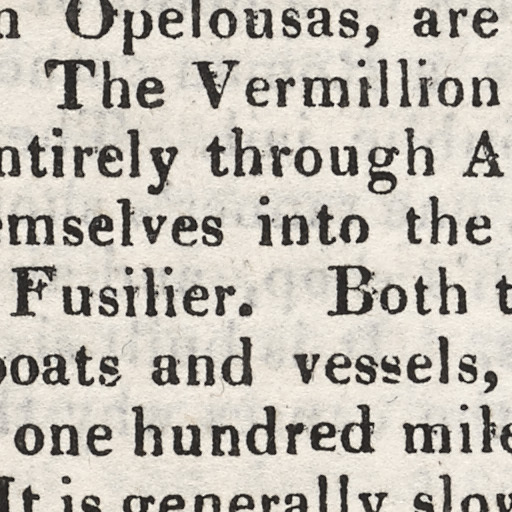 n Opelousas, are
The Vermillion
ntirely through A
emselves into the
Fusilier. Both t
boats and vessels,
one hundred mile
It is generally slow